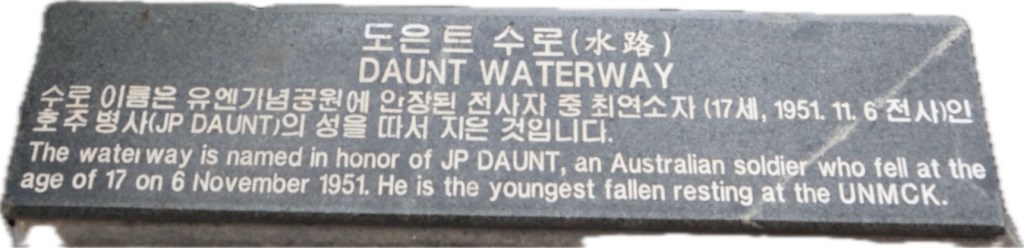 도은트 수로(水路)
DAUNT WATERWAY
수로 이름은 유엔기념공원에 안장된 전사자 중 최연소자 (17세, 1951. 11. 6 전사)인
호주병사(JP DAUNT)의 성을 따서 지은 것입니다.
The waterway is named in honor of JP DAUNT, an Australian soldier who fell at the
age of 17 on 6 November 1951. He is the youngest fallen resting at the UNMCK.